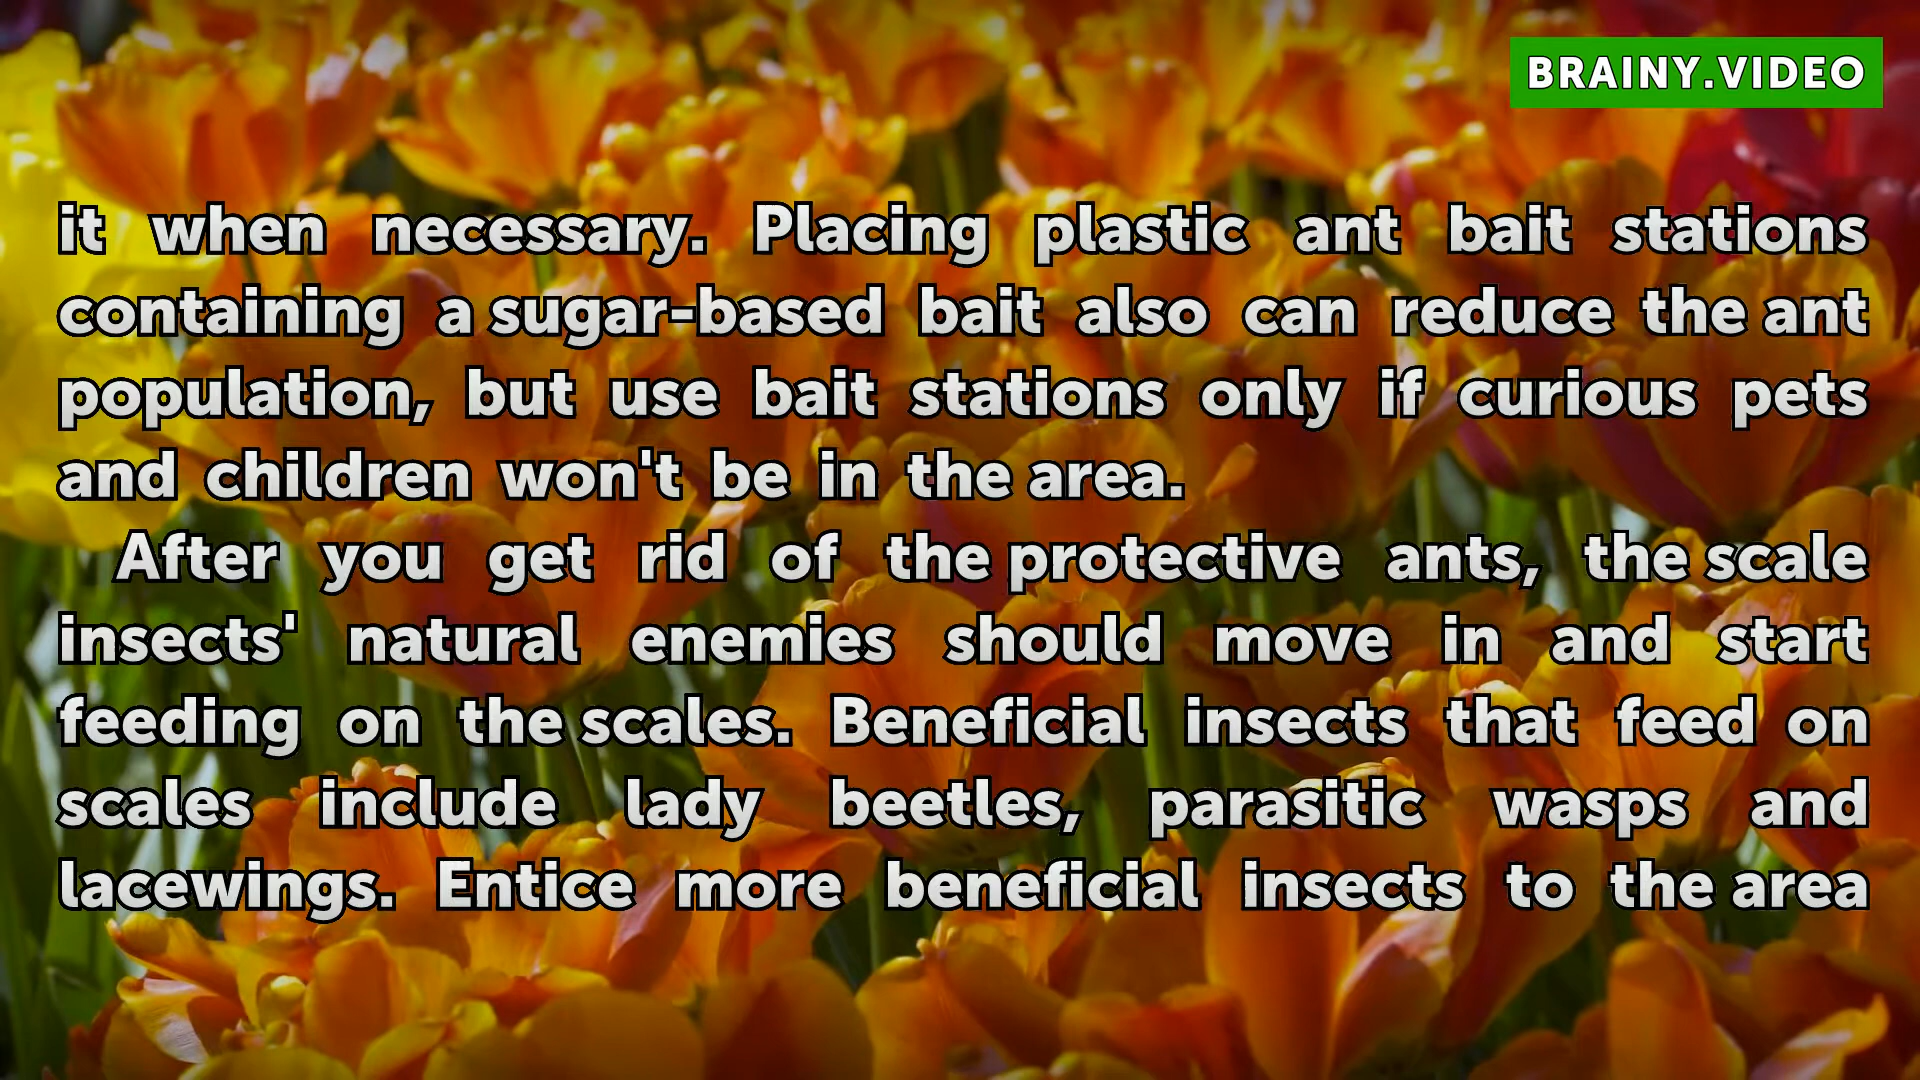 BRAINY.VIDEO
it when necessary. Placing plastic ant bait stations
containing a sugar-based bait also can reduce the ant
population, but use bait stations only if curious pets
and children won't be in the area.
After you get rid of the protective ants, the scale
insects' natural enemies should move in and start
feeding on the scales. Beneficial insects that feed on
scales include lady beetles, parasitic wasps and
lacewings. Entice more beneficial insects to the area